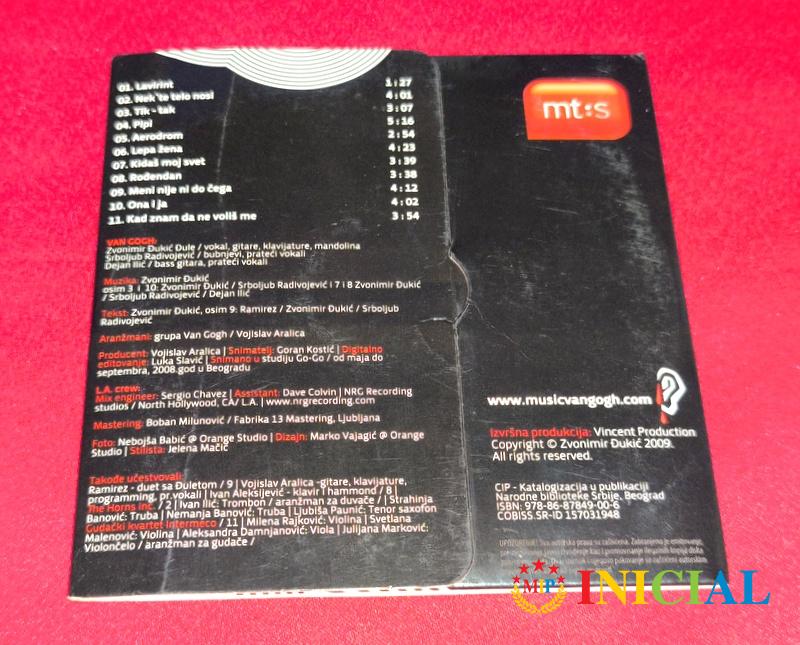 01. Lavirint 1:27
02. Nek'te telo nosi 4:01
03. Tik - tak 3:07
04. Pipi 5:16
05. Aerodrom 2:54
06. Lepa žena 4:23
07. Kidaš moj svet 3:39
08. Rođendan 3:38
09. Meni nije ni do čega 4:12
10. Ona i ja 4:02
11. Kad znam da ne voliš me 3:54
VAN GOGH:
Zvonimir Đukić Đule / vokal, gitare, klavijature, mandolina
Srboljub Radivojević / bubnjevi, prateći vokali
Dejan Ilić / bass gitara, prateći vokali
Muzika: Zvonimir Đukić
osim 3 i 10: Zvonimir Đukić / Srboljub Radivojević i 7 i 8 Zvonimir Đukić
/ Srboljub Radivojević / Dejan Ilić
Tekst: Zvonimir Đukić, osim 9: Ramirez / Zvonimir Đukić / Srboljub
Radivojević
Aranžmani: grupa Van Gogh / Vojislav Aralica
Producent: Vojislav Aralica | Snimatelj: Goran Kostić | Digitalno
editovanje: Luka Slavić | Snimano u studiju Go-Go / od maja do
septembra, 2008.god u Beogradu
L.A. crew:
Mix engineer: Sergio Chavez | Assistant: Dave Colvin | NRG Recording
studios / North Hollywood, CA/ L.A. | www.nrgrecording.com
Mastering: Boban Milunović / Fabrika 13 Mastering, Ljubljana
Foto: Nebojša Babić @ Orange Studio | Dizajn: Marko Vajagić @ Orange
Studio | Stilista: Jelena Mačić
Takođe učestvovali:
Ramirez - duet sa Đuletom / 9 | Vojislav Aralica -gitare, klavijature,
programming, pr.vokali | Ivan Aleksijević - klavir i hammond / 8 |
The Horns Inc. / 2 | Ivan Ilić: Trombon / aranžman za duvače / | Strahinja
Banović: Truba | Nemanja Banović: Truba | Ljubiša Paunić: Tenor saxofon
Gudački kvartet Intermeco / 11 | Milena Rajković: Violina | Svetlana
Malenović: Violina | Aleksandra Damnjanović: Viola | Julijana Marković:
Violončelo / aranžman za gudače /
mt:s
www.musicvangogh.com
Izvršna produkcija: Vincent Production
Copyright © Zvonimir Đukić 2009.
All rights reserved.
CIP - Katalogizacija u publikaciji
Narodne biblioteke Srbije, Beograd
ISBN: 978-86-87849-00-6
COBISS.SR-ID 157031948
UPOZORENJE! Sva autorska prava su zaštićena. Zabranjena je
MIP INICIAL